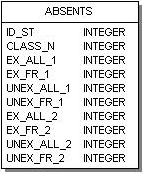 ABSENTS
ID_ST INTEGER
CLASS_N INTEGER
EX_ALL_1 INTEGER
EX_FR_1 INTEGER
UNEX_ALL_1 INTEGER
UNEX_FR_1 INTEGER
EX_ALL_2 INTEGER
EX_FR_2 INTEGER
UNEX_ALL_2 INTEGER
UNEX_FR_2 INTEGER